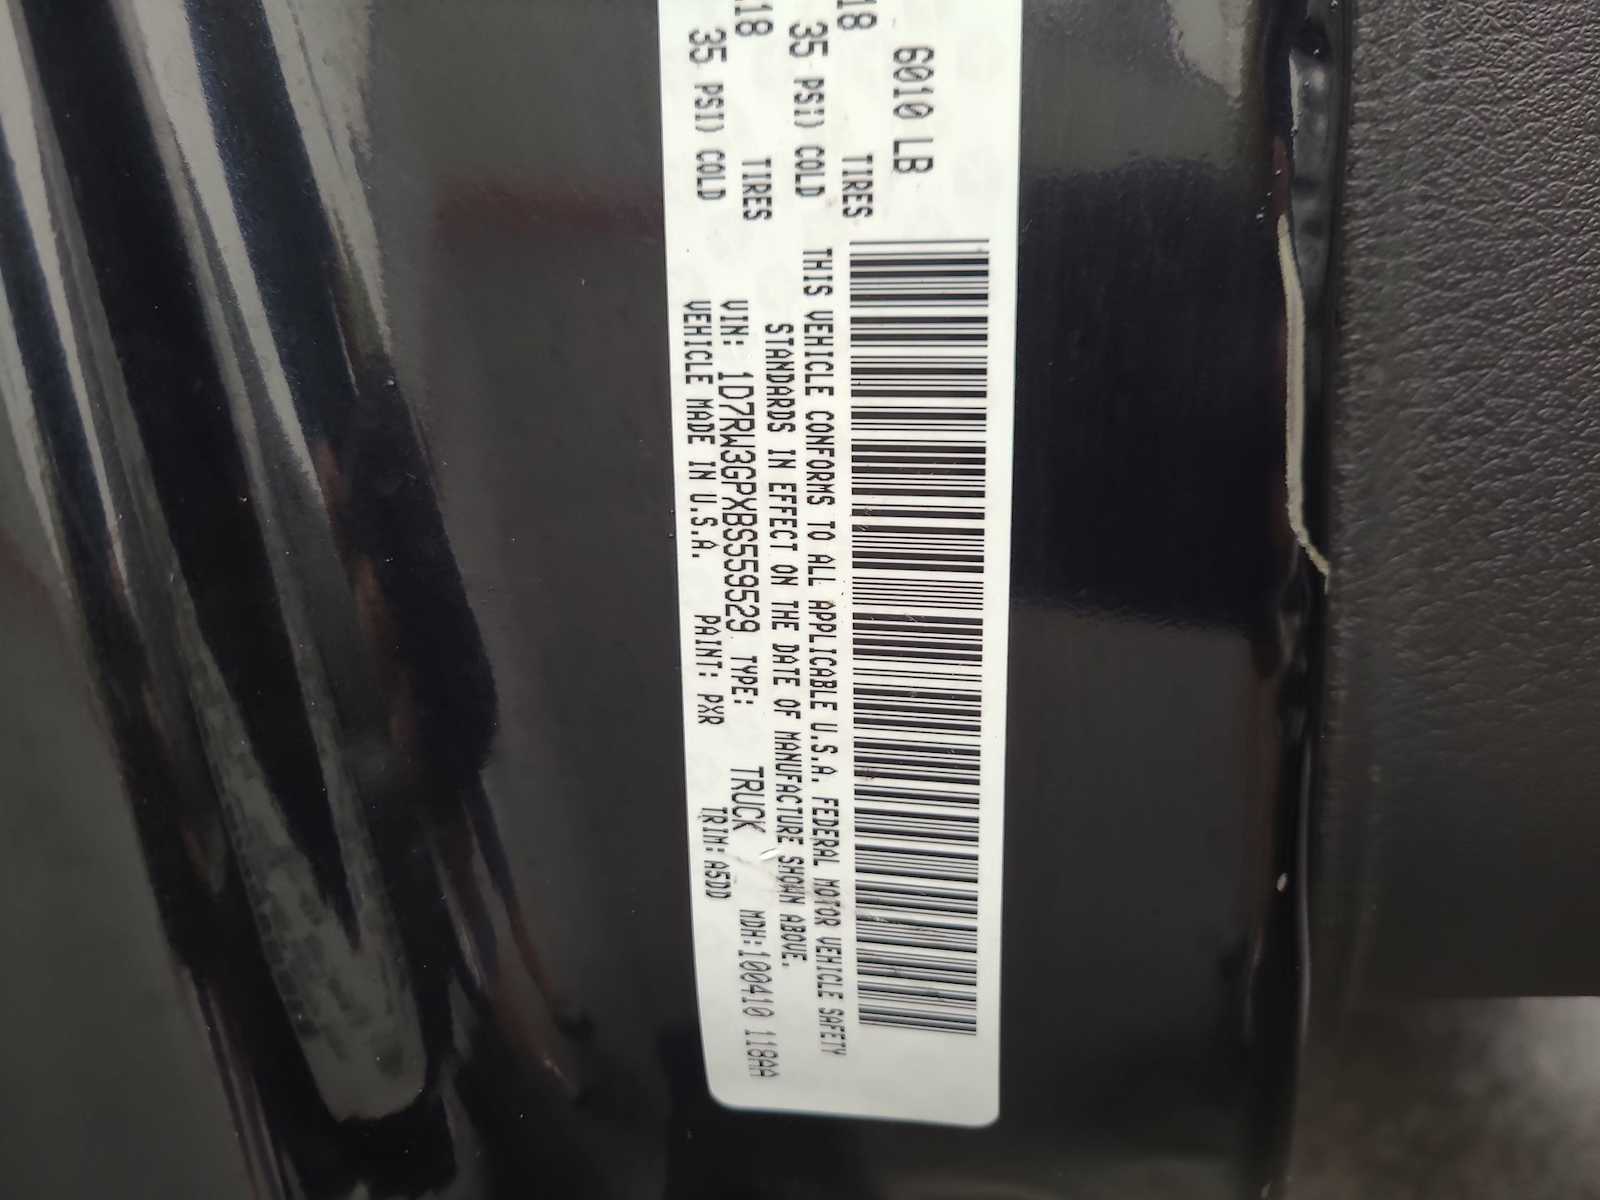 6010 LB
18 TIRES
35 PSI) COLD
18 TIRES
35 PSI) COLD
THIS VEHICLE CONFORMS TO ALL APPLICABLE U.S.A. FEDERAL MOTOR VEHICLE SAFETY
STANDARDS IN EFFECT ON THE DATE OF MANUFACTURE SHOWN ABOVE.
VIN: 1D7RW3GPXBS559529 TYPE: TRUCK MDH:100410 118AA
VEHICLE MADE IN U.S.A. PAINT: PXR TRIM: A5DD